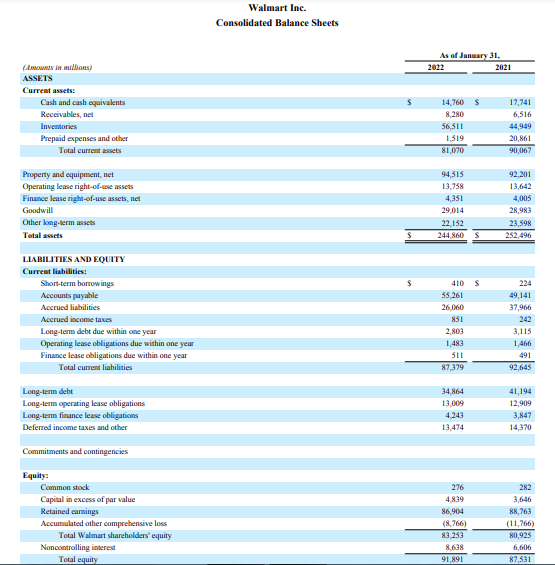 Walmart Inc.
Consolidated Balance Sheets
As of January 31,
(Amounts in millions) 2022 2021
ASSETS
Current assets:
Cash and cash equivalents $ 14,760 $ 17,741
Receivables, net 8,280 6,516
Inventories 56,511 44,949
Prepaid expenses and other 1,519 20,861
Total current assets 81,070 90,067
Property and equipment, net 94,515 92,201
Operating lease right-of-use assets 13,758 13,642
Finance lease right-of-use assets, net 4,351 4,005
Goodwill 29,014 28,983
Other long-term assets 22,152 23,598
Total assets $ 244,860 $ 252,496
LIABILITIES AND EQUITY
Current liabilities:
Short-term borrowings $ 410 $ 224
Accounts payable 55,261 49,141
Accrued liabilities 26,060 37,966
Accrued income taxes 851 242
Long-term debt due within one year 2,803 3,115
Operating lease obligations due within one year 1,483 1,466
Finance lease obligations due within one year 511 491
Total current liabilities 87,379 92,645
Long-term debt 34,864 41,194
Long-term operating lease obligations 13,009 12,909
Long-term finance lease obligations 4,243 3,847
Deferred income taxes and other 13,474 14,370
Commitments and contingencies
Equity:
Common stock 276 282
Capital in excess of par value 4,839 3,646
Retained earnings 86,904 88,763
Accumulated other comprehensive loss (8,766) (11,766)
Total Walmart shareholders' equity 83,253 80,925
Noncontrolling interest 8,638 6,606
Total equity 91,891 87,531